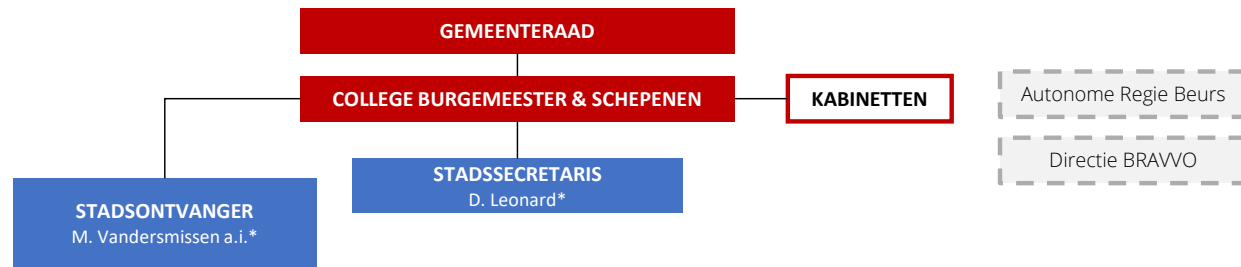 GEMEENTERAAD
COLLEGE BURGEMEESTER & SCHEPENEN
KABINETTEN
Autonome Regie Beurs
Directie BRAVVO
STADSSECRETARIS
D. Leonard*
STADSONTVANGER
M. Vandersmissen a.i.*